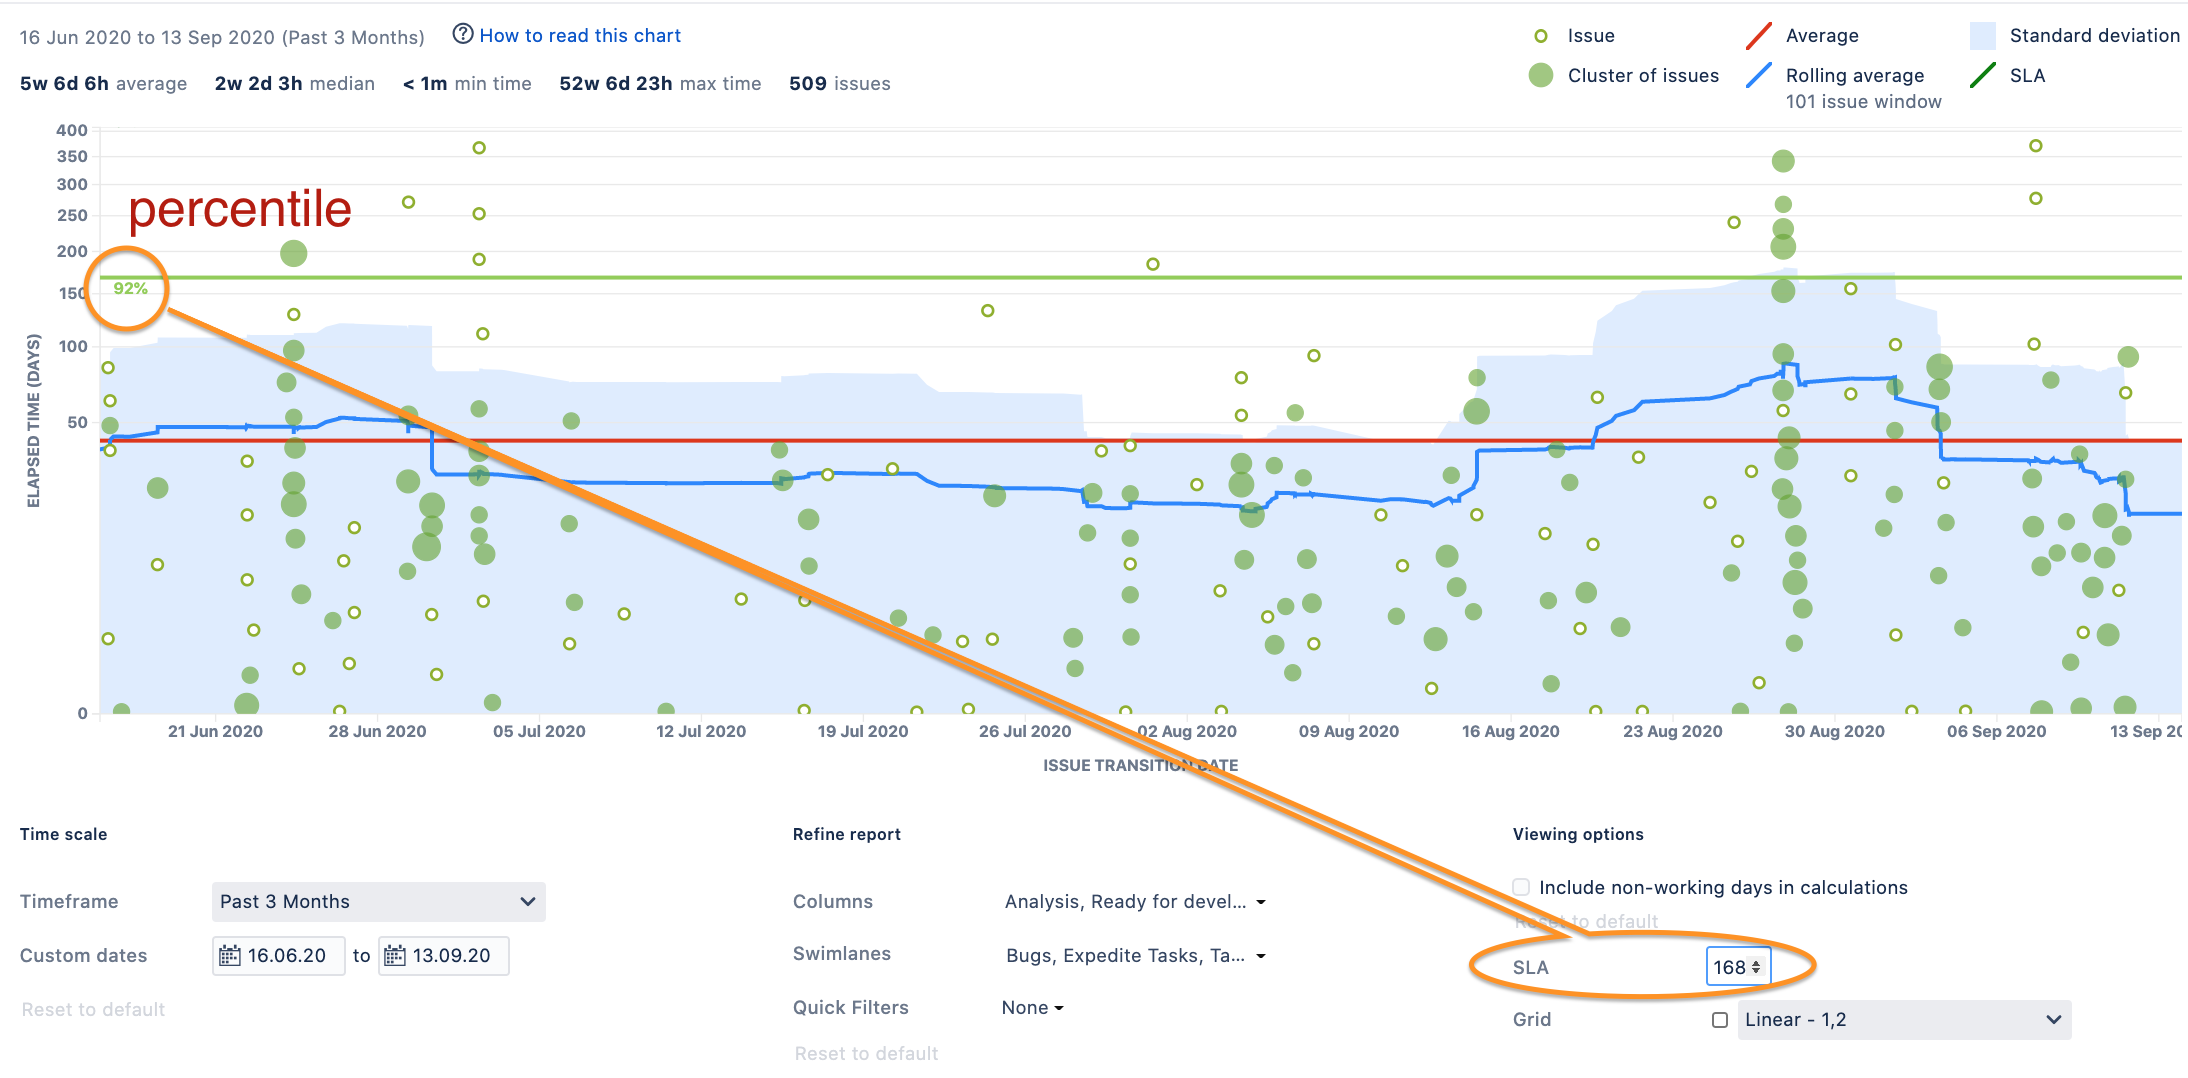 16 Jun 2020 to 13 Sep 2020 (Past 3 Months) How to read this chart
5w 6d 6h average 2w 2d 3h median < 1m min time 52w 6d 23h max time 509 issues
Issue
Cluster of issues
Average
Rolling average
101 issue window
Standard deviation
SLA
400
350
300
250
200
150
100
50
0
ELAPSED TIME (DAYS)
percentile
92%
21 Jun 2020 28 Jun 2020 05 Jul 2020 12 Jul 2020 19 Jul 2020 26 Jul 2020 02 Aug 2020 09 Aug 2020 16 Aug 2020 23 Aug 2020 30 Aug 2020 06 Sep 2020 13 Sep 20
ISSUE TRANSITION DATE
Time scale
Timeframe Past 3 Months
Custom dates 16.06.20 to 13.09.20
Reset to default
Refine report
Columns Analysis, Ready for devel...
Swimlanes Bugs, Expedite Tasks, Ta...
Quick Filters None
Reset to default
Viewing options
Include non-working days in calculations
Reset to default
SLA 168
Grid Linear - 1,2